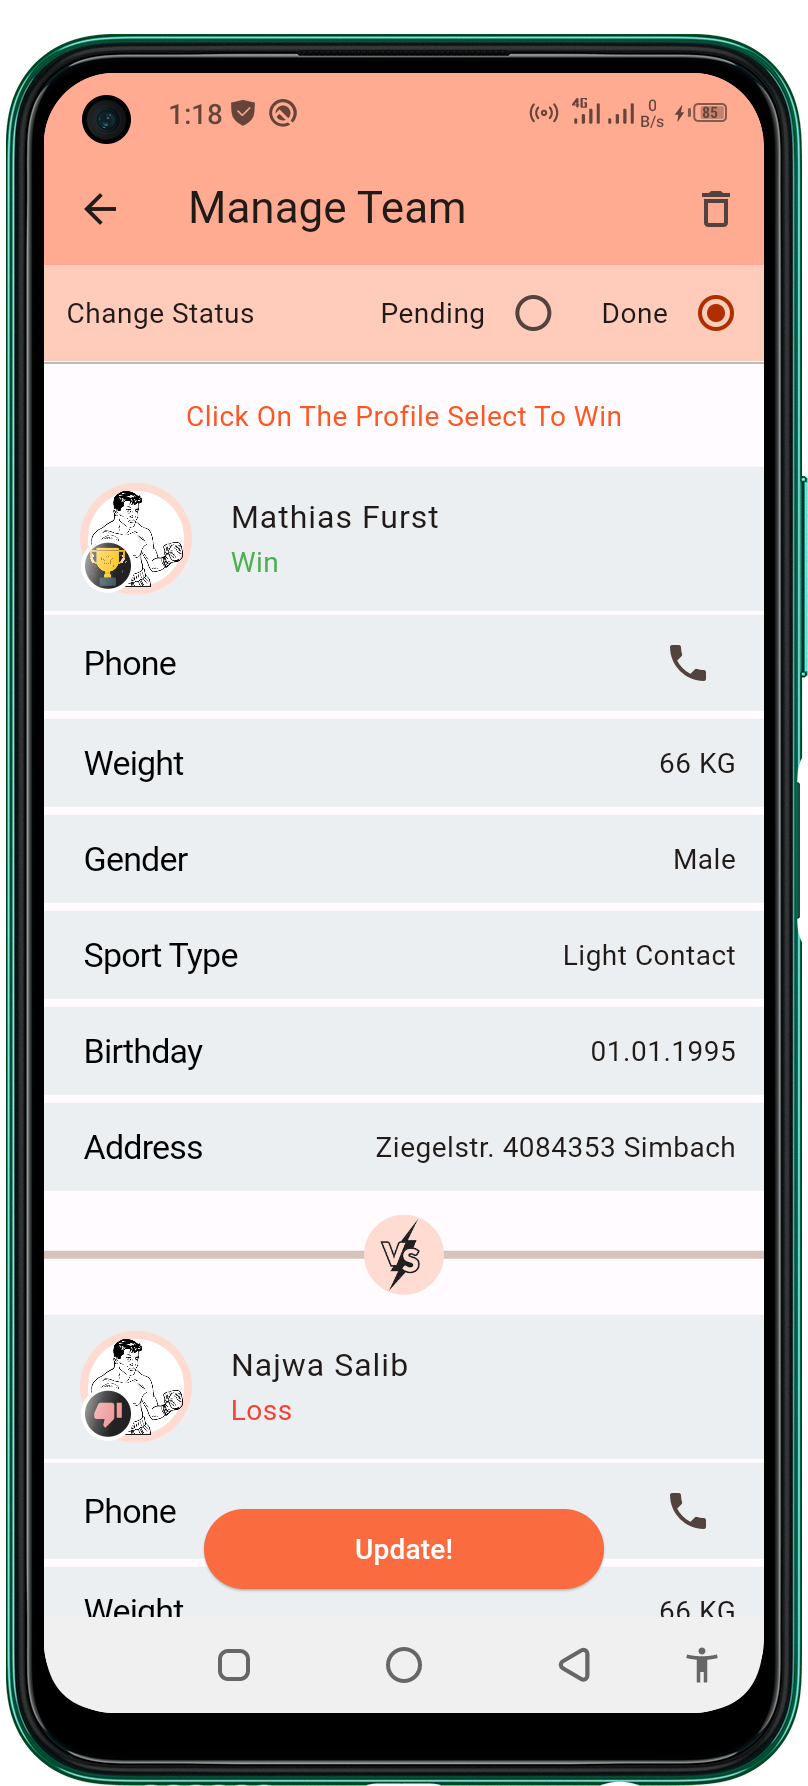 1:18 4G 0 B/s 85
Manage Team
Change Status Pending Done
Click On The Profile Select To Win
Mathias Furst
Win
Phone
Weight 66 KG
Gender Male
Sport Type Light Contact
Birthday 01.01.1995
Address Ziegelstr. 4084353 Simbach
VS
Najwa Salib
Loss
Phone
Update!
Weight 66 KG